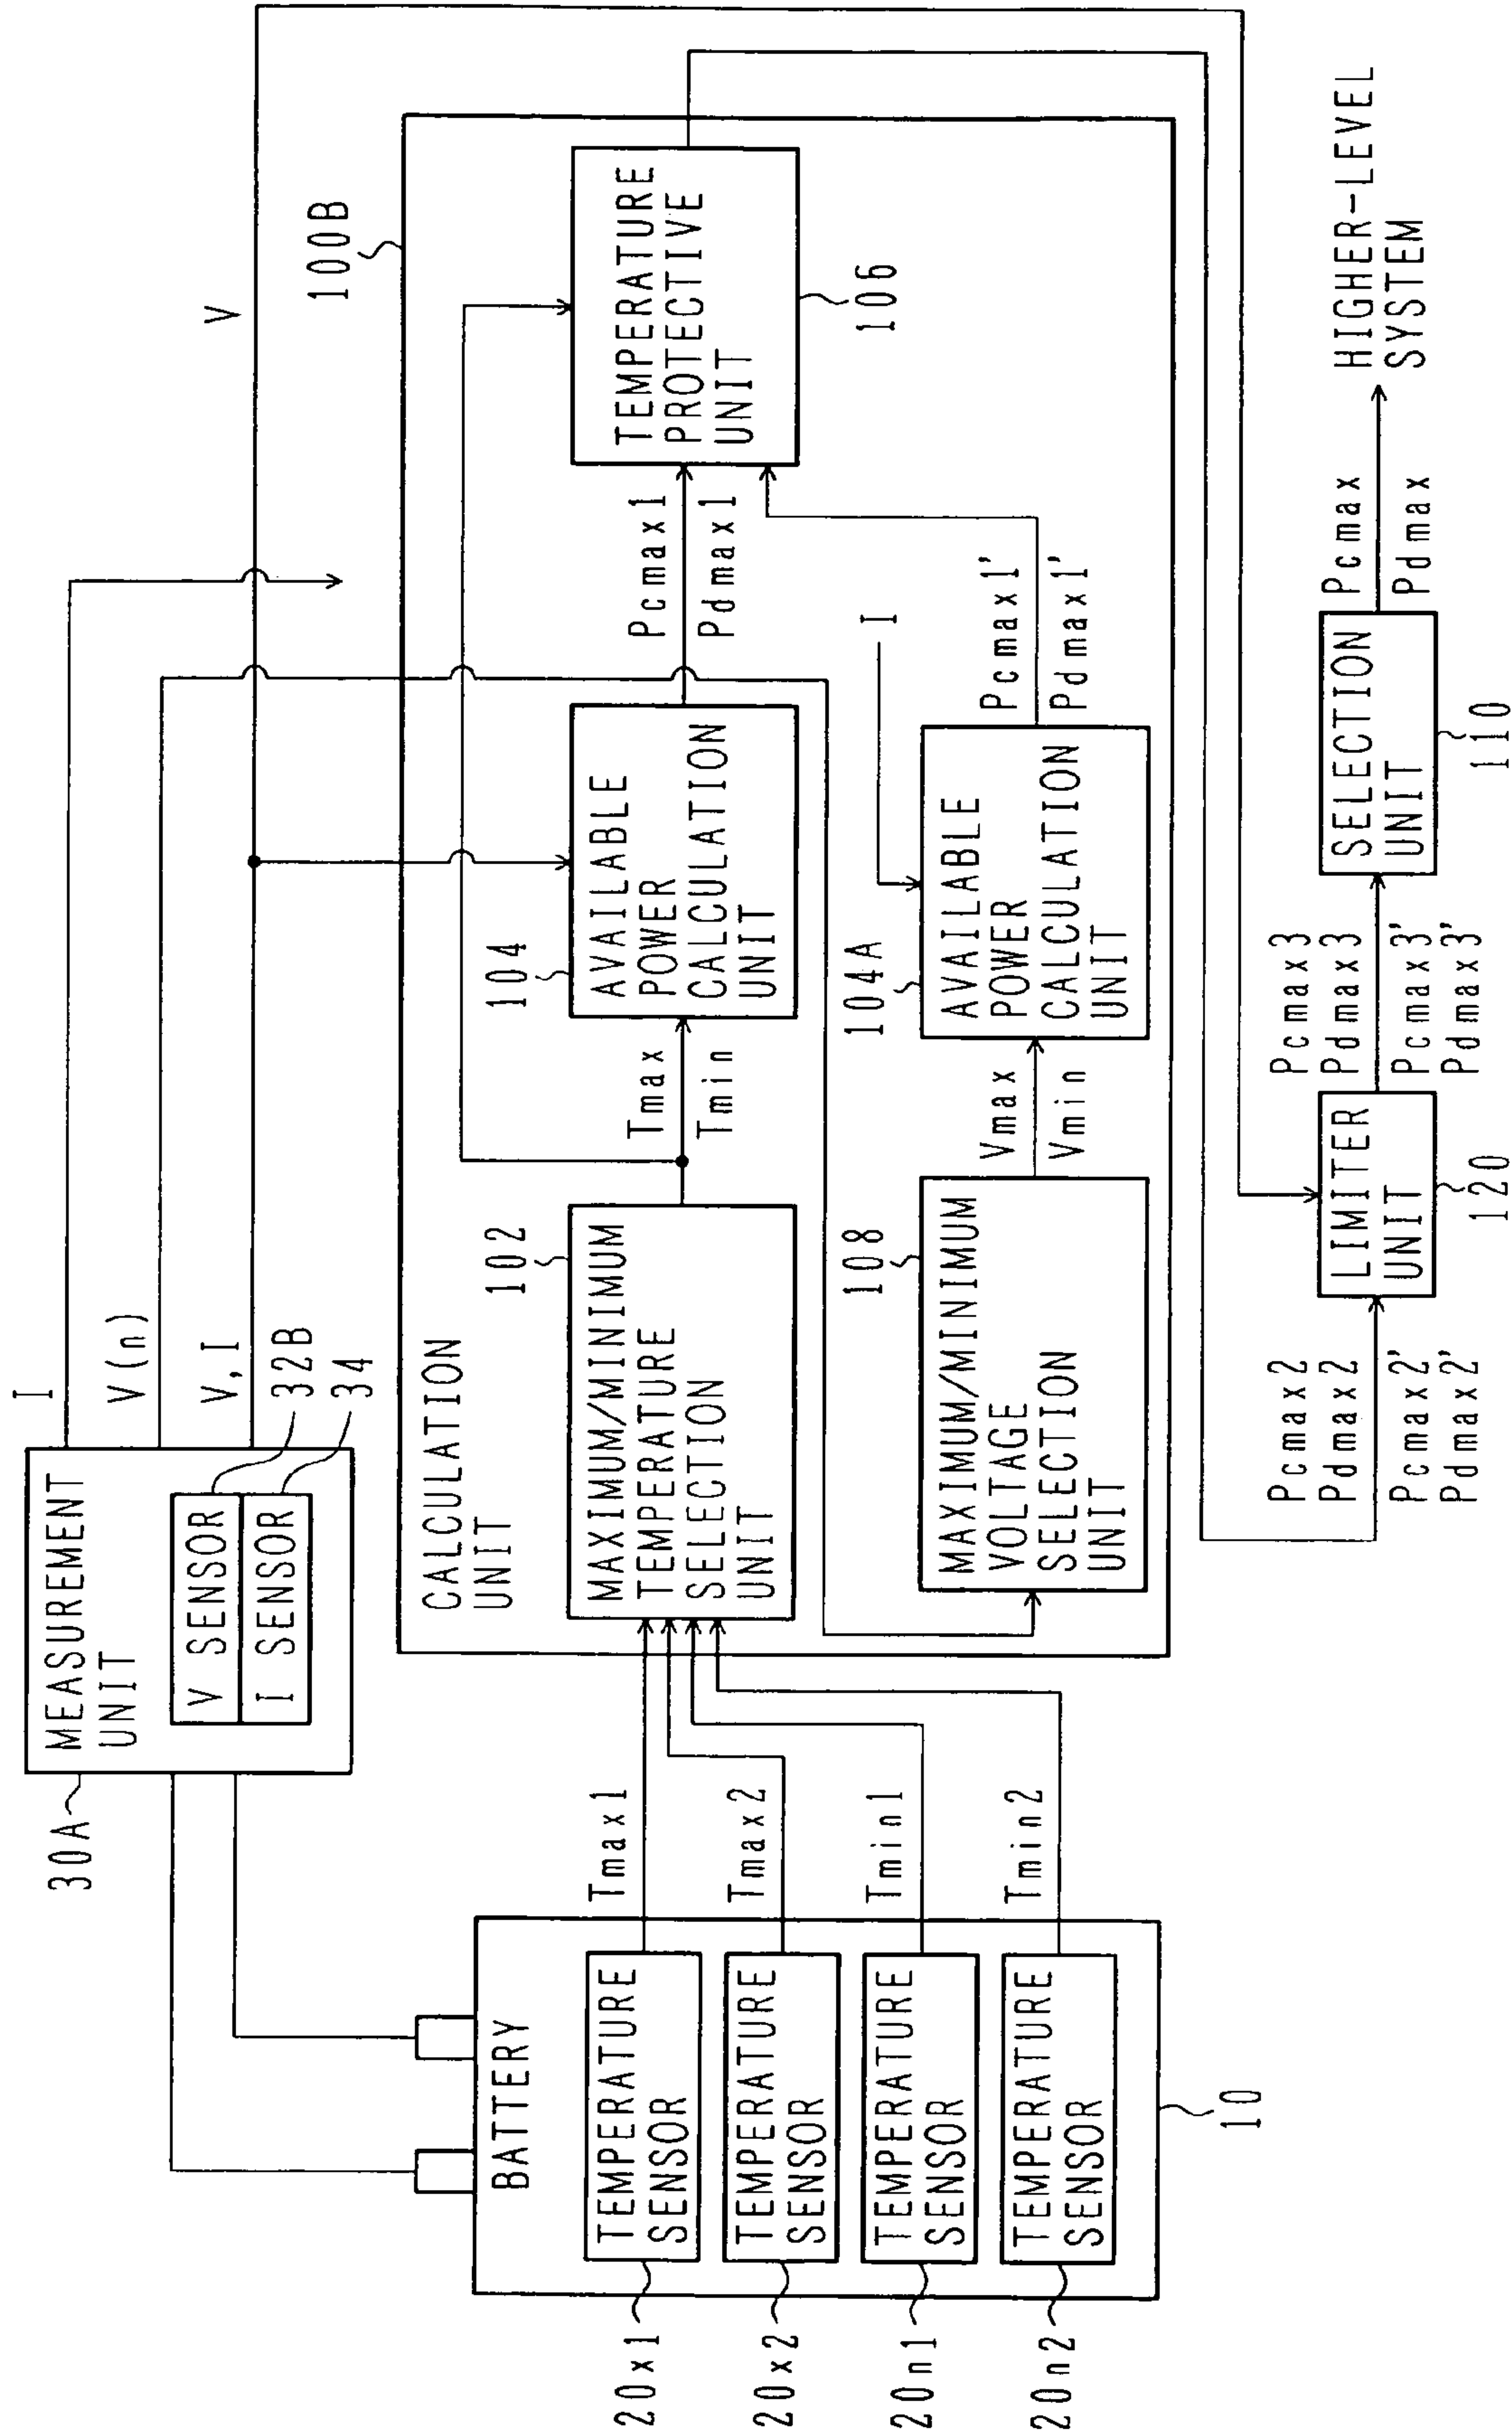 30A
MEASUREMENT
UNIT
V SENSOR
I SENSOR
I
V(n)
V, I
32B
34
V
100B
CALCULATION
UNIT
BATTERY
TEMPERATURE
SENSOR
TEMPERATURE
SENSOR
TEMPERATURE
SENSOR
TEMPERATURE
SENSOR
20x1
20x2
20n1
20n2
10
Tmax1
Tmax2
Tmin1
Tmin2
102
MAXIMUM/MINIMUM
TEMPERATURE
SELECTION
UNIT
Tmax
Tmin
104
AVAILABLE
POWER
CALCULATION
UNIT
Pcmax1
Pdmax1
TEMPERATURE
PROTECTIVE
UNIT
106
108
MAXIMUM/MINIMUM
VOLTAGE
SELECTION
UNIT
Vmax
Vmin
104A
AVAILABLE
POWER
CALCULATION
UNIT
I
Pcmax1'
Pdmax1'
Pcmax2
Pdmax2
Pcmax2'
Pdmax2'
LIMITER
UNIT
120
Pcmax3
Pdmax3
Pcmax3'
Pdmax3'
SELECTION
UNIT
110
Pcmax
Pdmax
HIGHER-LEVEL
SYSTEM